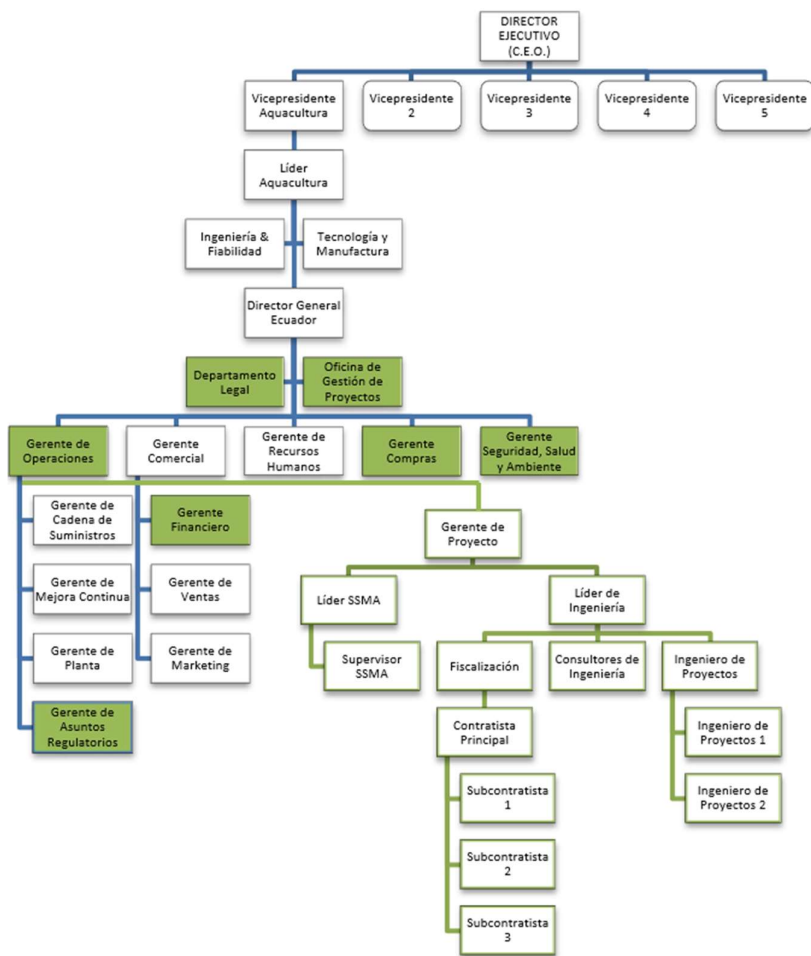 DIRECTOR
EJECUTIVO
(C.E.O.)
Vicepresidente
Aquacultura
Vicepresidente
2
Vicepresidente
3
Vicepresidente
4
Vicepresidente
5
Líder
Aquacultura
Ingeniería &
Fiabilidad
Tecnología y
Manufactura
Director General
Ecuador
Departamento
Legal
Oficina de
Gestión de
Proyectos
Gerente de
Operaciones
Gerente
Comercial
Gerente
de Recursos
Humanos
Gerente
Compras
Gerente
Seguridad, Salud
y Ambiente
Gerente de
Cadena de
Suministros
Gerente
Financiero
Gerente de
Proyecto
Gerente de
Mejora Continua
Gerente de
Ventas
Líder SSMA
Líder de
Ingeniería
Gerente de
Planta
Gerente de
Marketing
Supervisor
SSMA
Fiscalización
Consultores de
Ingeniería
Ingeniero de
Proyectos
Gerente de
Asuntos
Regulatorios
Contratista
Principal
Ingeniero de
Proyectos 1
Subcontratista
1
Ingeniero de
Proyectos 2
Subcontratista
2
Subcontratista
3